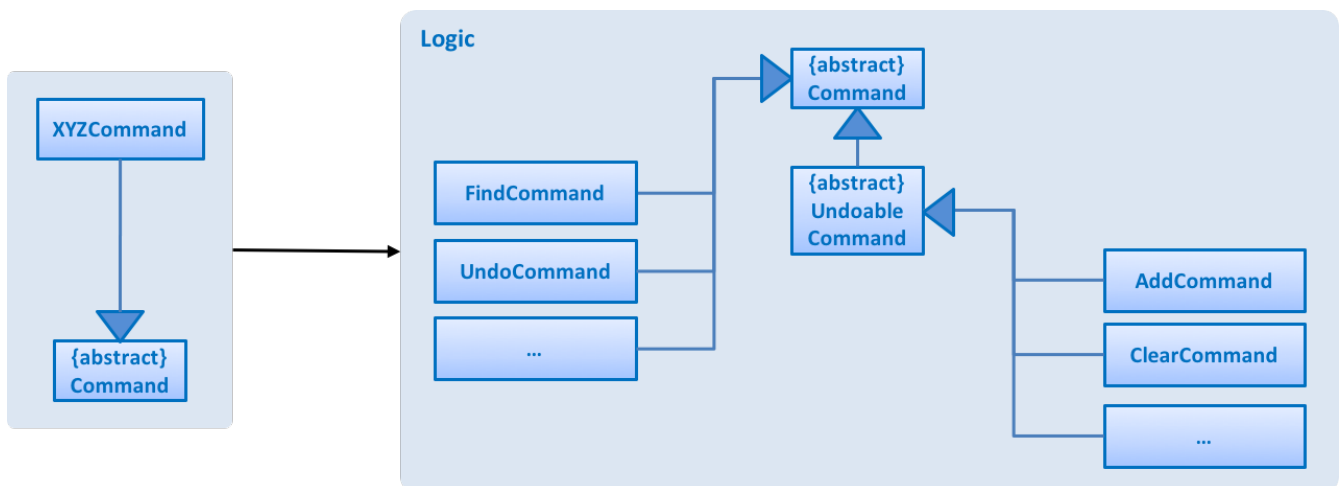 XYZCommand
{abstract}
Command
Logic
{abstract}
Command
{abstract}
Undoable
Command
FindCommand
UndoCommand
...
AddCommand
ClearCommand
...